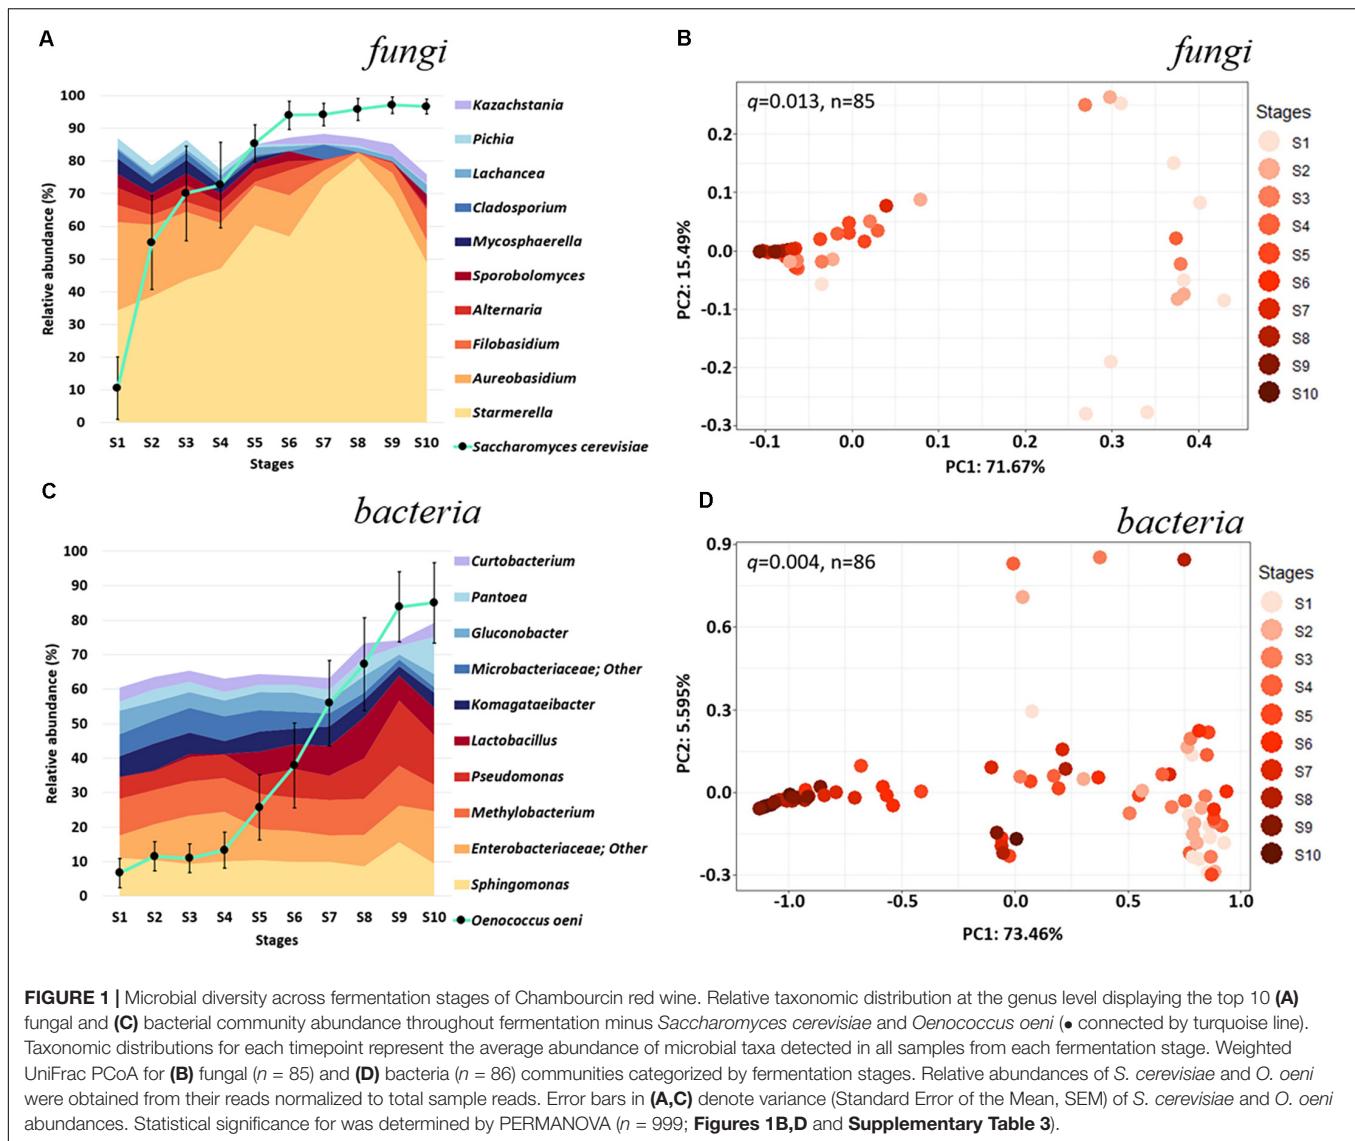 A
fungi
Relative abundance (%)
100
90
80
70
60
50
40
30
20
10
0
S1 S2 S3 S4 S5 S6 S7 S8 S9 S10
Stages
Kazachstania
Pichia
Lachancea
Cladosporium
Mycosphaerella
Sporobolomyces
Alternaria
Filobasidium
Aureobasidium
Starmerella
Saccharomyces cerevisiae
B
fungi
q=0.013, n=85
PC2: 15.49%
0.2
0.1
0.0
-0.1
-0.2
-0.3
-0.1 0.0 0.1 0.2 0.3 0.4
PC1: 71.67%
Stages
S1
S2
S3
S4
S5
S6
S7
S8
S9
S10
C
bacteria
Relative abundance (%)
100
90
80
70
60
50
40
30
20
10
0
S1 S2 S3 S4 S5 S6 S7 S8 S9 S10
Stages
Curtobacterium
Pantoea
Gluconobacter
Microbacteriaceae; Other
Komagataeibacter
Lactobacillus
Pseudomonas
Methylobacterium
Enterobacteriaceae; Other
Sphingomonas
Oenococcus oeni
D
bacteria
q=0.004, n=86
PC2: 5.595%
0.9
0.6
0.3
0.0
-0.3
-1.0 -0.5 0.0 0.5 1.0
PC1: 73.46%
Stages
S1
S2
S3
S4
S5
S6
S7
S8
S9
S10
FIGURE 1 | Microbial diversity across fermentation stages of Chambourcin red wine. Relative taxonomic distribution at the genus level displaying the top 10 (A)
fungal and (C) bacterial community abundance throughout fermentation minus Saccharomyces cerevisiae and Oenococcus oeni (● connected by turquoise line).
Taxonomic distributions for each timepoint represent the average abundance of microbial taxa detected in all samples from each fermentation stage. Weighted
UniFrac PCoA for (B) fungal (n = 85) and (D) bacteria (n = 86) communities categorized by fermentation stages. Relative abundances of S. cerevisiae and O. oeni
were obtained from their reads normalized to total sample reads. Error bars in (A,C) denote variance (Standard Error of the Mean, SEM) of S. cerevisiae and O. oeni
abundances. Statistical significance for was determined by PERMANOVA (n = 999; Figures 1B,D and Supplementary Table 3).